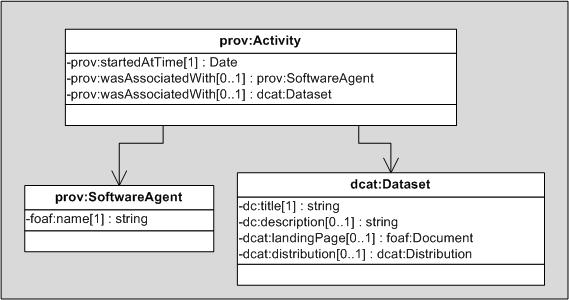 prov:Activity
-prov:startedAtTime[1] : Date
-prov:wasAssociatedWith[0..1] : prov:SoftwareAgent
-prov:wasAssociatedWith[0..1] : dcat:Dataset
prov:SoftwareAgent
-foaf:name[1] : string
dcat:Dataset
-dc:title[1] : string
-dc:description[0..1] : string
-dcat:landingPage[0..1] : foaf:Document
-dcat:distribution[0..1] : dcat:Distribution